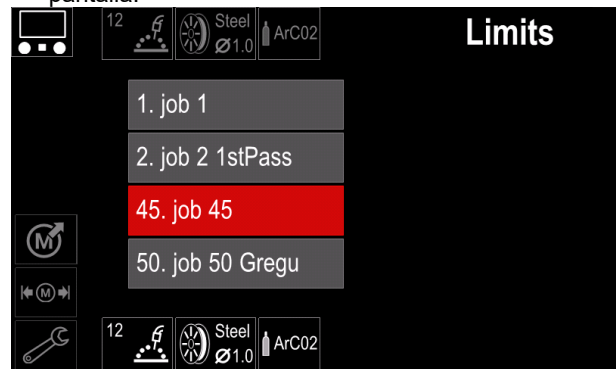 pantalla.
12 Steel Ø1.0 ArC02 Limits
1. job 1
2. job 2 1stPass
45. job 45
50. job 50 Gregu
M
M
12 Steel Ø1.0 ArC02